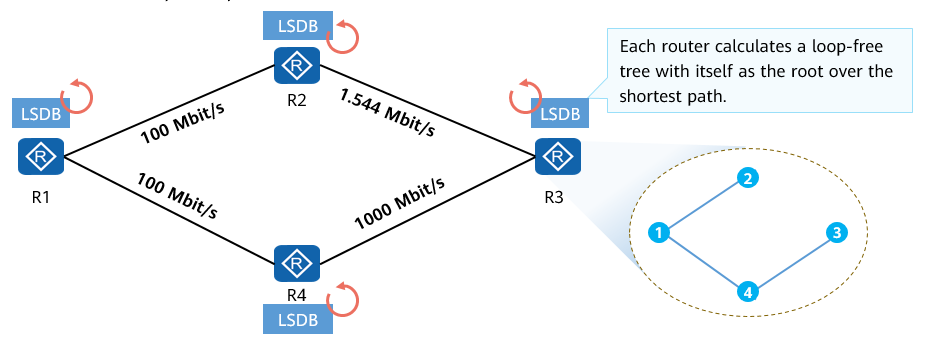 LSDB
R
R2
Each router calculates a loop-free
tree with itself as the root over the
shortest path.
LSDB
R
R1
100 Mbit/s
1.544 Mbit/s
LSDB
R
R3
100 Mbit/s
1000 Mbit/s
R
R4
LSDB
2
1
3
4